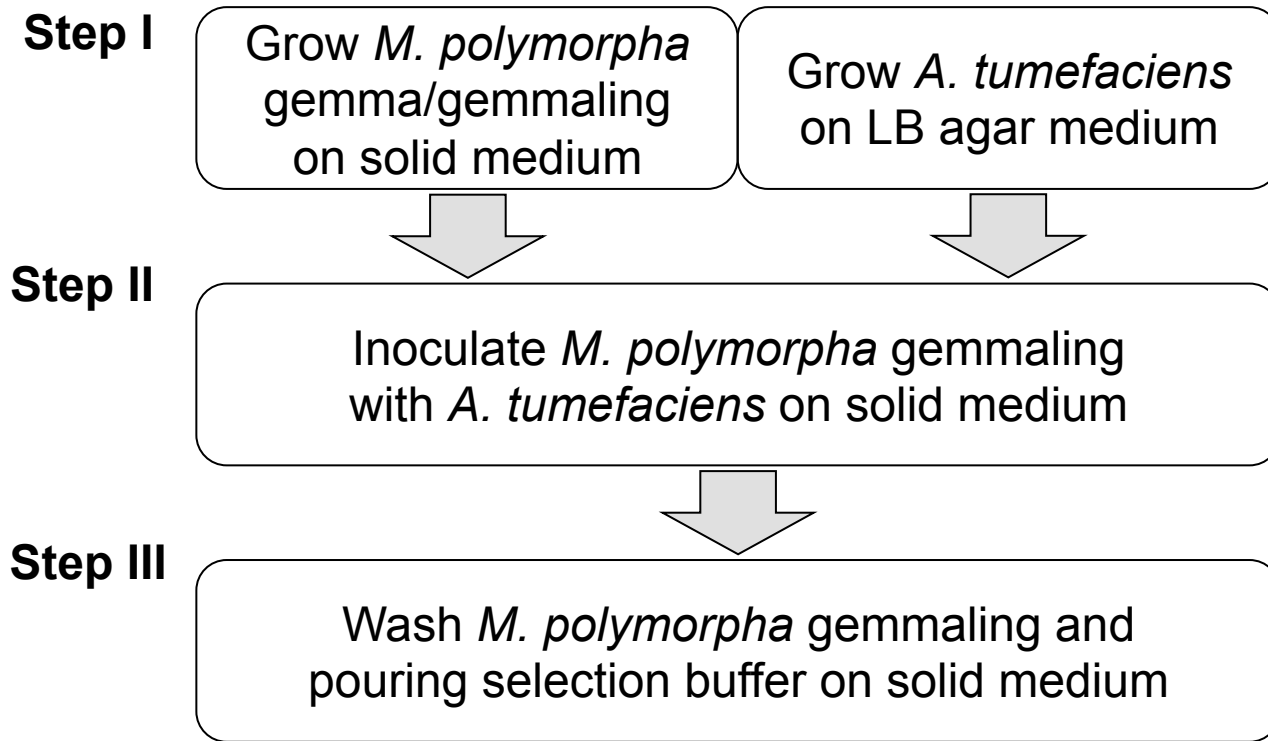 Step I
Grow M. polymorpha
gemma/gemmaling
on solid medium
Grow A. tumefaciens
on LB agar medium
Step II
Inoculate M. polymorpha gemmaling
with A. tumefaciens on solid medium
Step III
Wash M. polymorpha gemmaling and
pouring selection buffer on solid medium